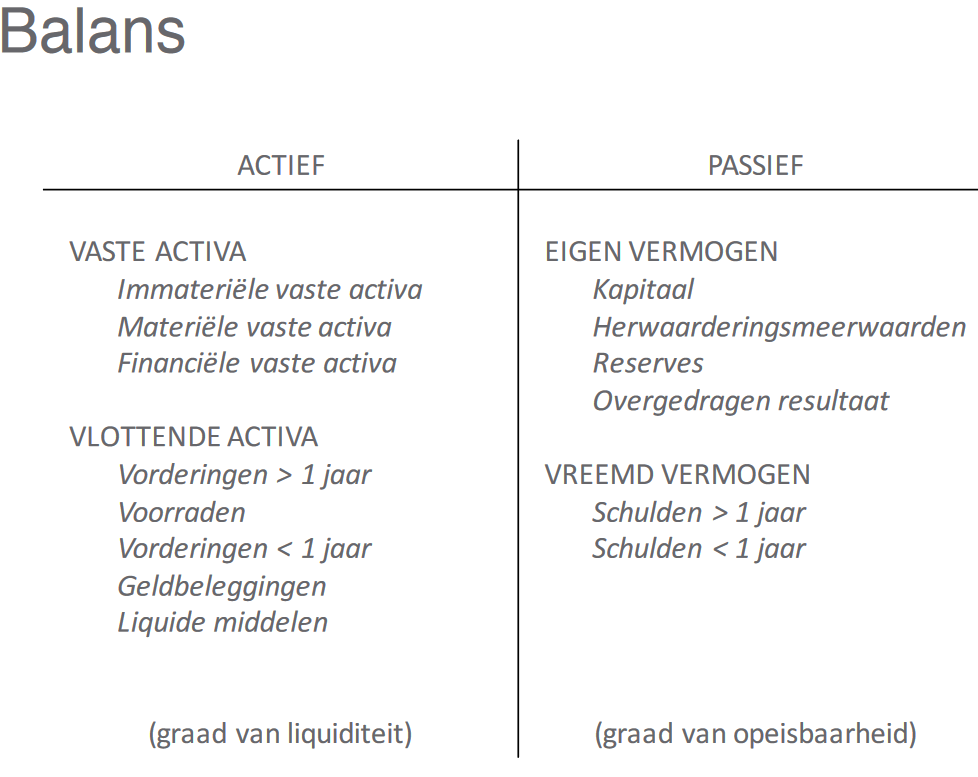 Balans
ACTIEF
VASTE ACTIVA
Immateriële vaste activa
Materiële vaste activa
Financiële vaste activa
VLOTTENDE ACTIVA
Vorderingen > 1 jaar
Voorraden
Vorderingen < 1 jaar
Geldbeleggingen
Liquide middelen
(graad van liquiditeit)
PASSIEF
EIGEN VERMOGEN
Kapitaal
Herwaarderingsmeerwaarden
Reserves
Overgedragen resultaat
VREEMD VERMOGEN
Schulden > 1 jaar
Schulden < 1 jaar
(graad van opeisbaarheid)